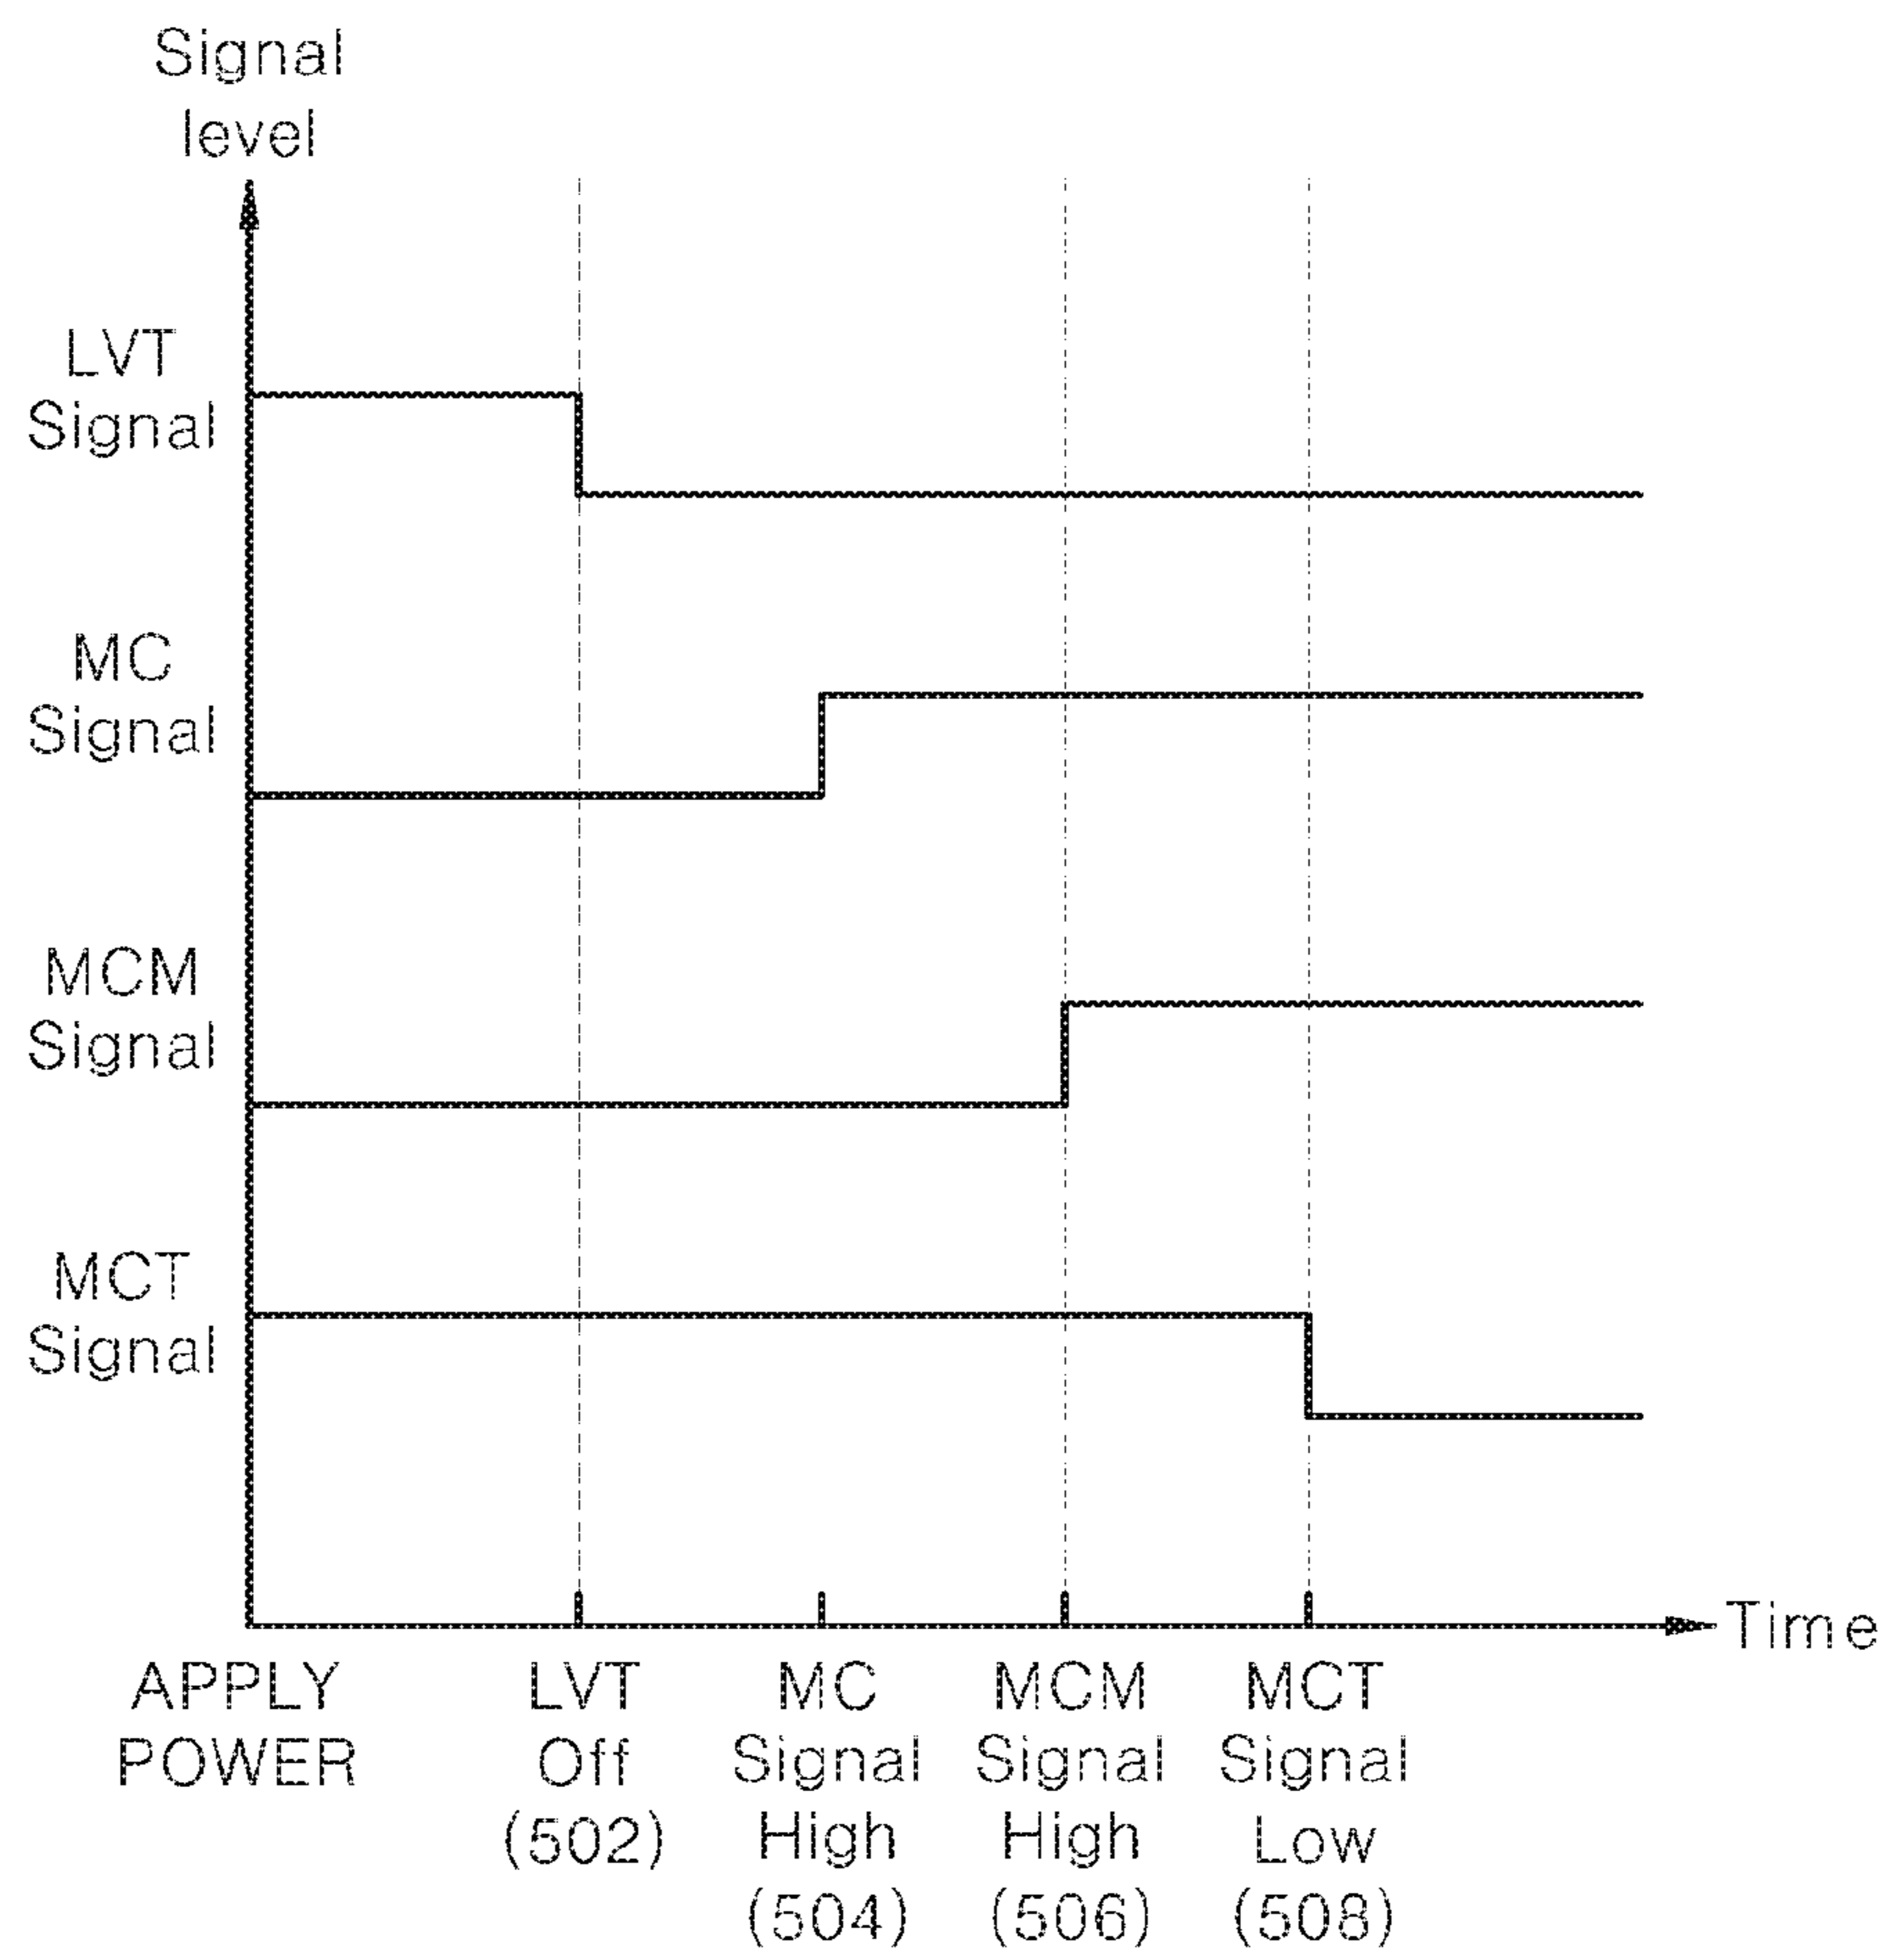 Signal
level
LVT
Signal
MC
Signal
MCM
Signal
MCT
Signal
Time
APPLY
POWER
LVT
Off
(502)
MC
Signal
High
(504)
MCM
Signal
High
(506)
MCT
Signal
Low
(508)